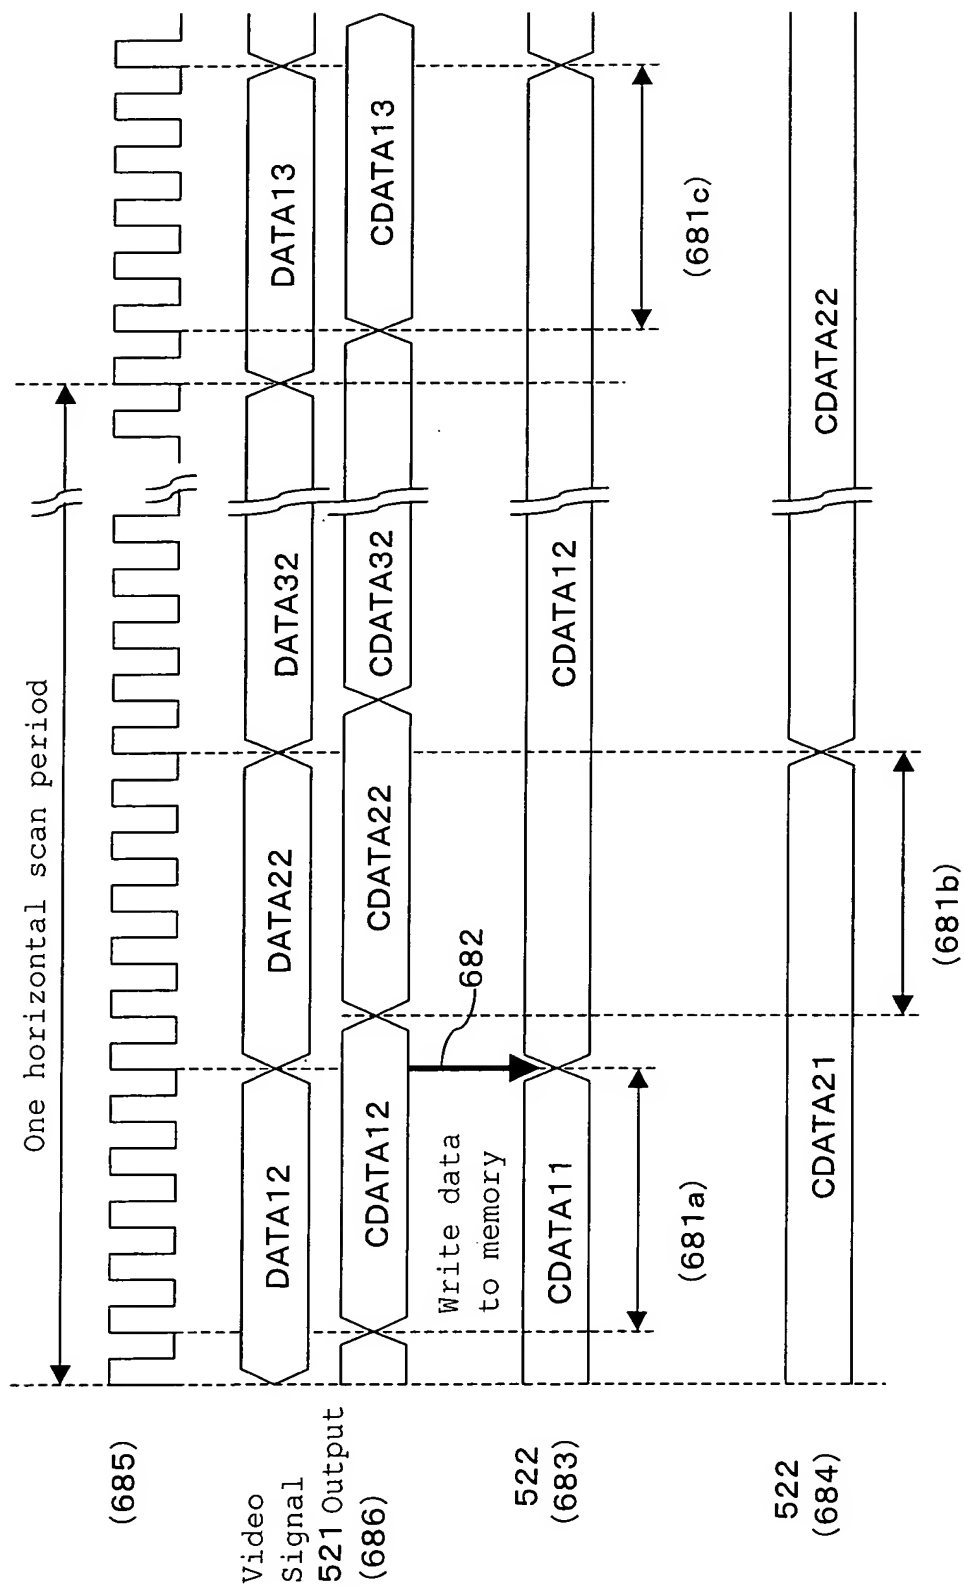 One horizontal scan period
(685)
Video
Signal
DATA12
DATA22
DATA32
DATA13
521 Output
(686)
CDATA12
CDATA22
CDATA32
CDATA13
Write data
to memory
682
522
(683)
CDATA11
CDATA12
(681a)
(681c)
522
(684)
CDATA21
CDATA22
(681b)